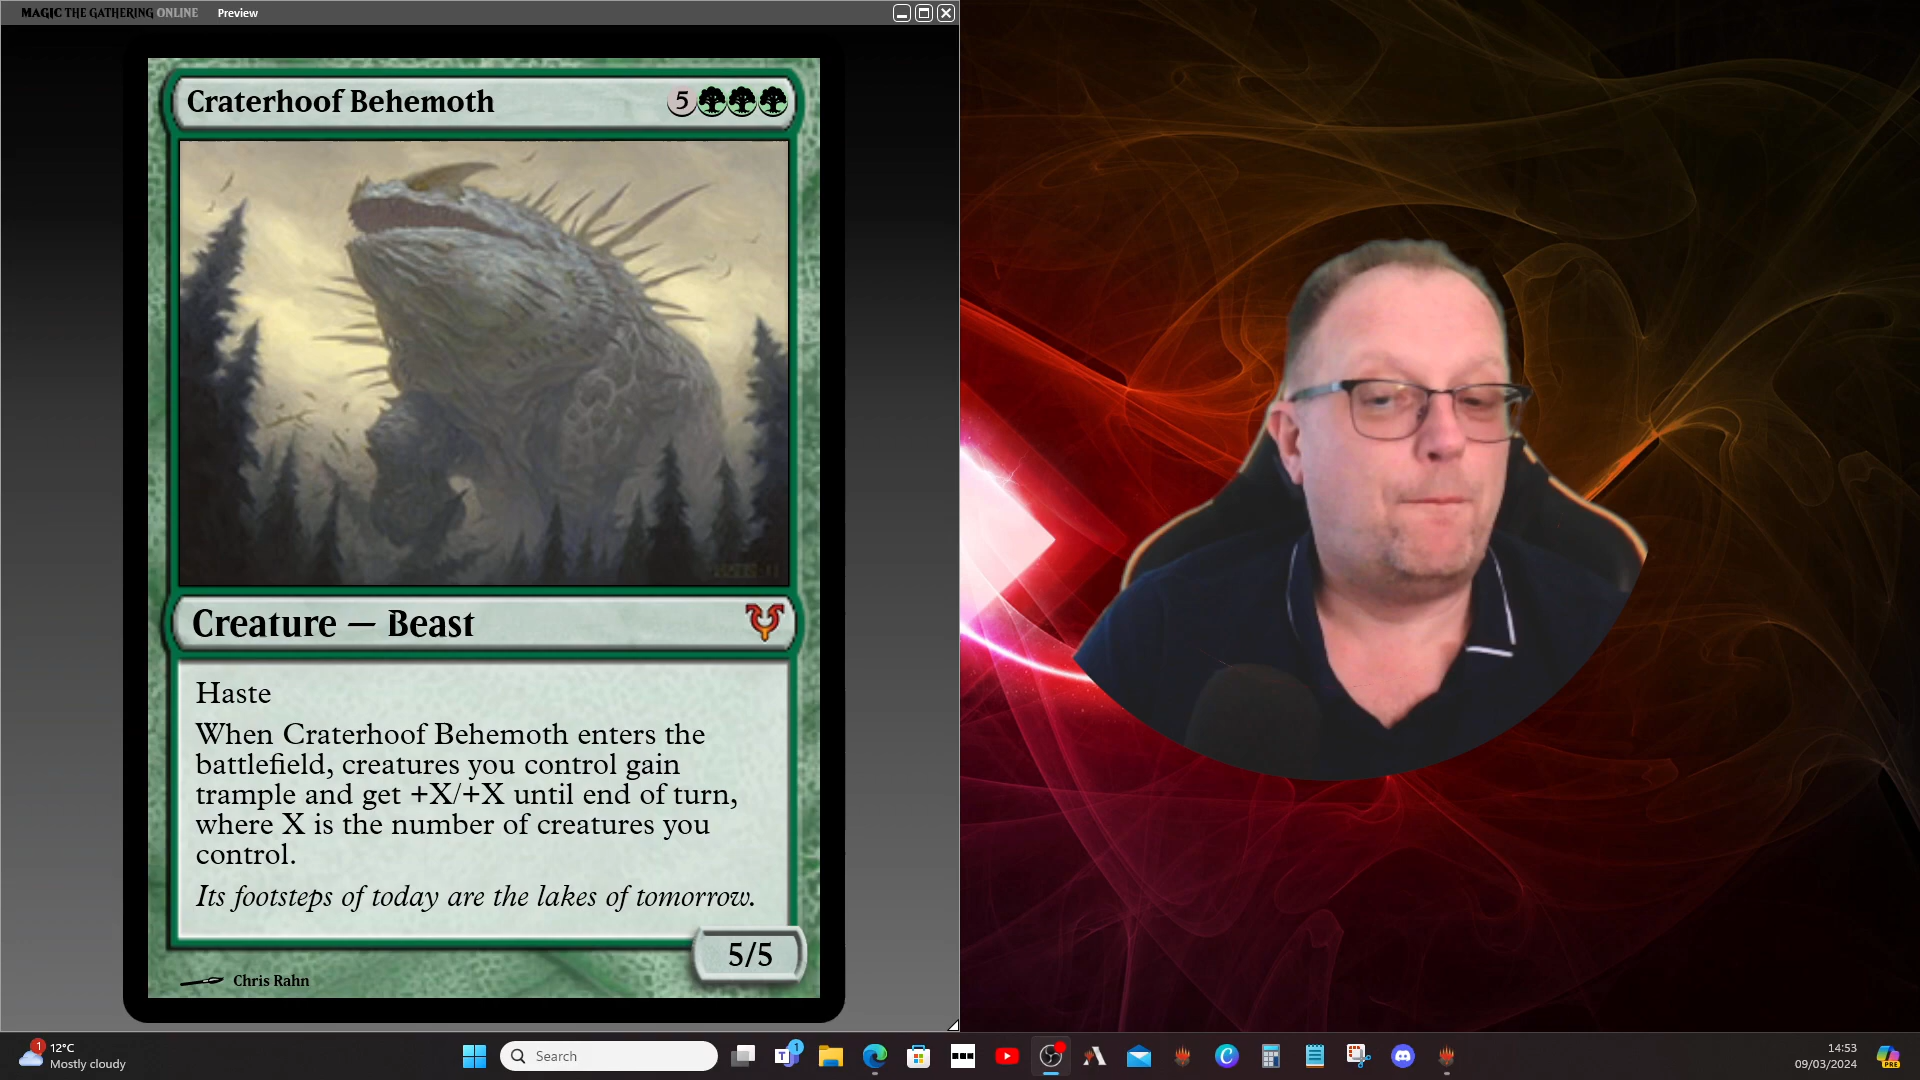 MAGIC THE GATHERING ONLINE Preview
Craterhoof Behemoth 5
Creature — Beast
Haste
When Craterhoof Behemoth enters the
battlefield, creatures you control gain
trample and get +X/+X until end of turn,
where X is the number of creatures you
control.
Its footsteps of today are the lakes of tomorrow.
5/5
Chris Rahn
1
12°C
Mostly cloudy
Search
1
14:53
09/03/2024
PRE